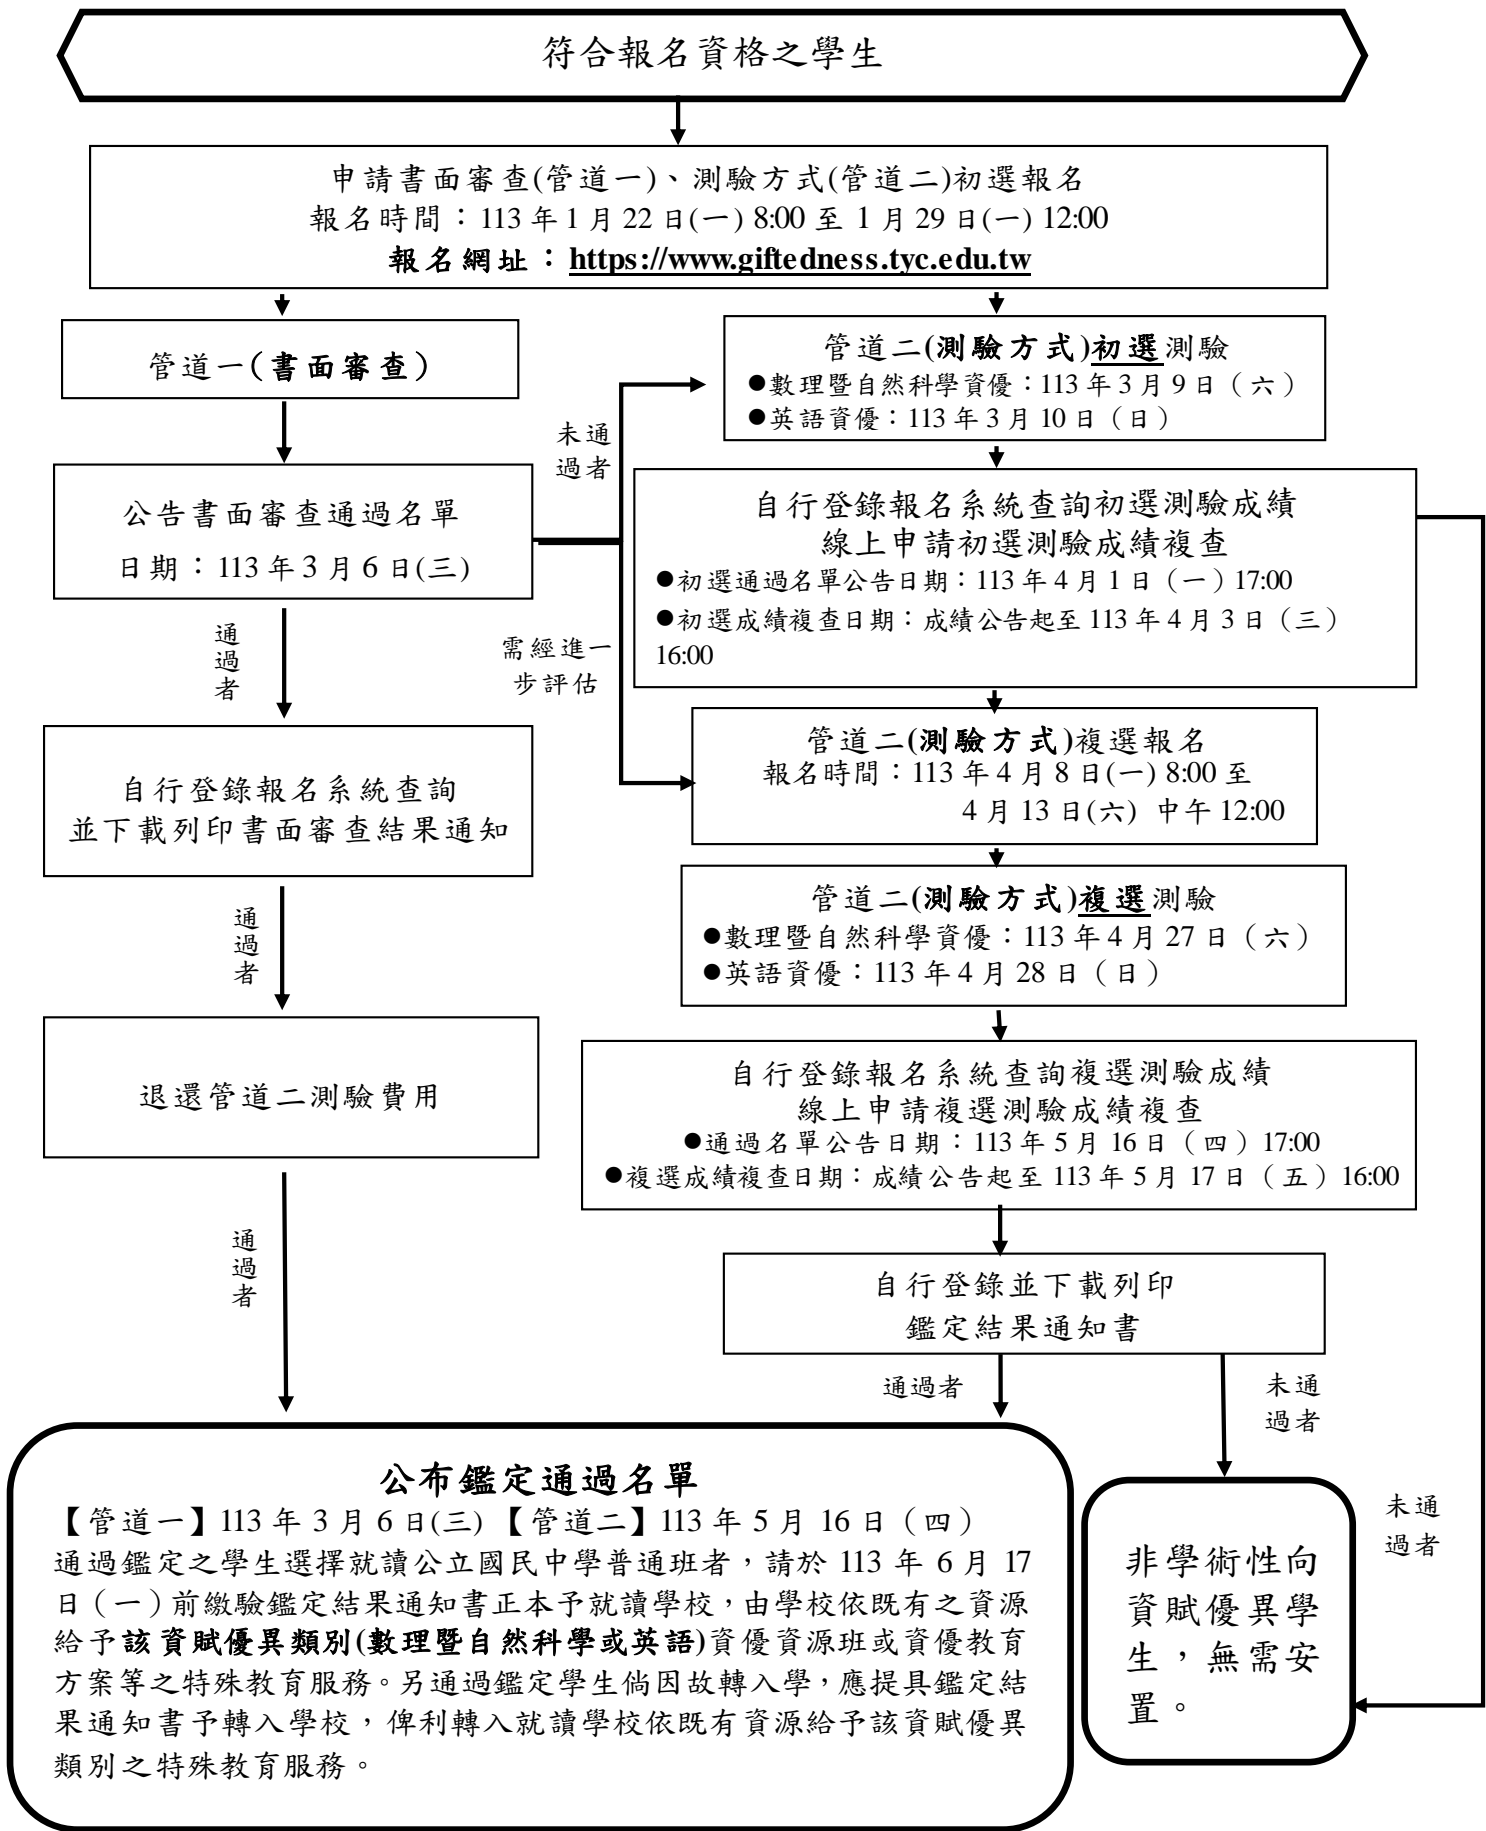 符合報名資格之學生
申請書面審查(管道一)、測驗方式(管道二)初選報名
報名時間：113 年 1 月 22 日(一) 8:00 至 1 月 29 日(一) 12:00
報名網址：https://www.giftedness.tyc.edu.tw
管道一(書面審查)
管道二(測驗方式)初選測驗
●數理暨自然科學資優：113 年 3 月 9 日（六）
●英語資優：113 年 3 月 10 日（日）
未通
過者
公告書面審查通過名單
日期：113 年 3 月 6 日(三)
自行登錄報名系統查詢初選測驗成績
線上申請初選測驗成績複查
●初選通過名單公告日期：113 年 4 月 1 日（一）17:00
●初選成績複查日期：成績公告起至 113 年 4 月 3 日（三）
16:00
通
過
者
需經進一
步評估
自行登錄報名系統查詢
並下載列印書面審查結果通知
管道二(測驗方式)複選報名
報名時間：113 年 4 月 8 日(一) 8:00 至
4 月 13 日(六) 中午 12:00
通
過
者
管道二(測驗方式)複選測驗
●數理暨自然科學資優：113 年 4 月 27 日（六）
●英語資優：113 年 4 月 28 日（日）
退還管道二測驗費用
自行登錄報名系統查詢複選測驗成績
線上申請複選測驗成績複查
●通過名單公告日期：113 年 5 月 16 日（四）17:00
●複選成績複查日期：成績公告起至 113 年 5 月 17 日（五）16:00
通
過
者
自行登錄並下載列印
鑑定結果通知書
通過者
未通
過者
公布鑑定通過名單
【管道一】113 年 3 月 6 日(三)【管道二】113 年 5 月 16 日（四）
通過鑑定之學生選擇就讀公立國民中學普通班者，請於 113 年 6 月 17
日（一）前繳驗鑑定結果通知書正本予就讀學校，由學校依既有之資源
給予該資賦優異類別(數理暨自然科學或英語)資優資源班或資優教育
方案等之特殊教育服務。另通過鑑定學生倘因故轉入學，應提具鑑定結
果通知書予轉入學校，俾利轉入就讀學校依既有資源給予該資賦優異
類別之特殊教育服務。
非學術性向
資賦優異學
生，無需安
置。
未通
過者